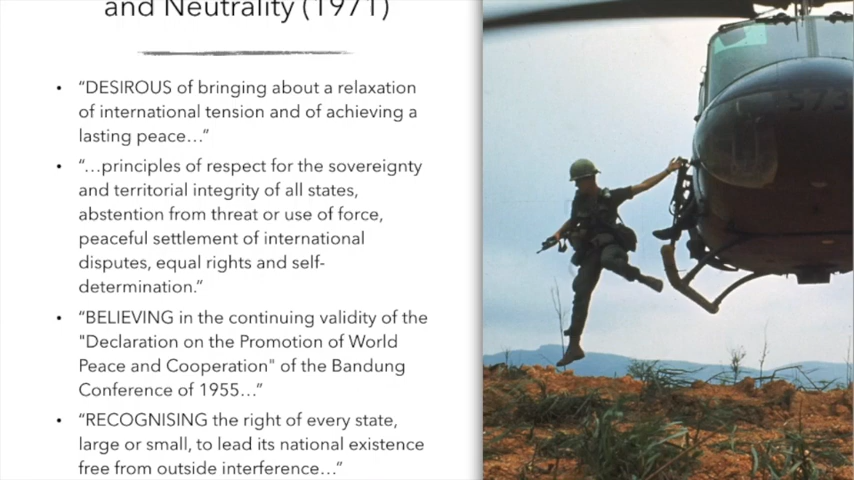 and Neutrality (1971)
• “DESIROUS of bringing about a relaxation
of international tension and of achieving a
lasting peace…”
• “…principles of respect for the sovereignty
and territorial integrity of all states,
abstention from threat or use of force,
peaceful settlement of international
disputes, equal rights and self-
determination.”
• “BELIEVING in the continuing validity of the
"Declaration on the Promotion of World
Peace and Cooperation" of the Bandung
Conference of 1955…”
• “RECOGNISING the right of every state,
large or small, to lead its national existence
free from outside interference…”